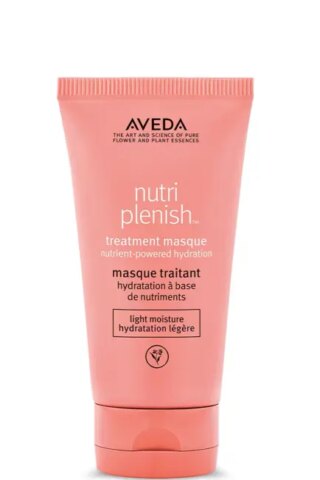 AVEDA
THE ART AND SCIENCE OF PURE
FLOWER AND PLANT ESSENCES
nutri
plenish™
treatment masque
nutrient-powered hydration
masque traitant
hydratation à base
de nutriments
light moisture
hydratation légère